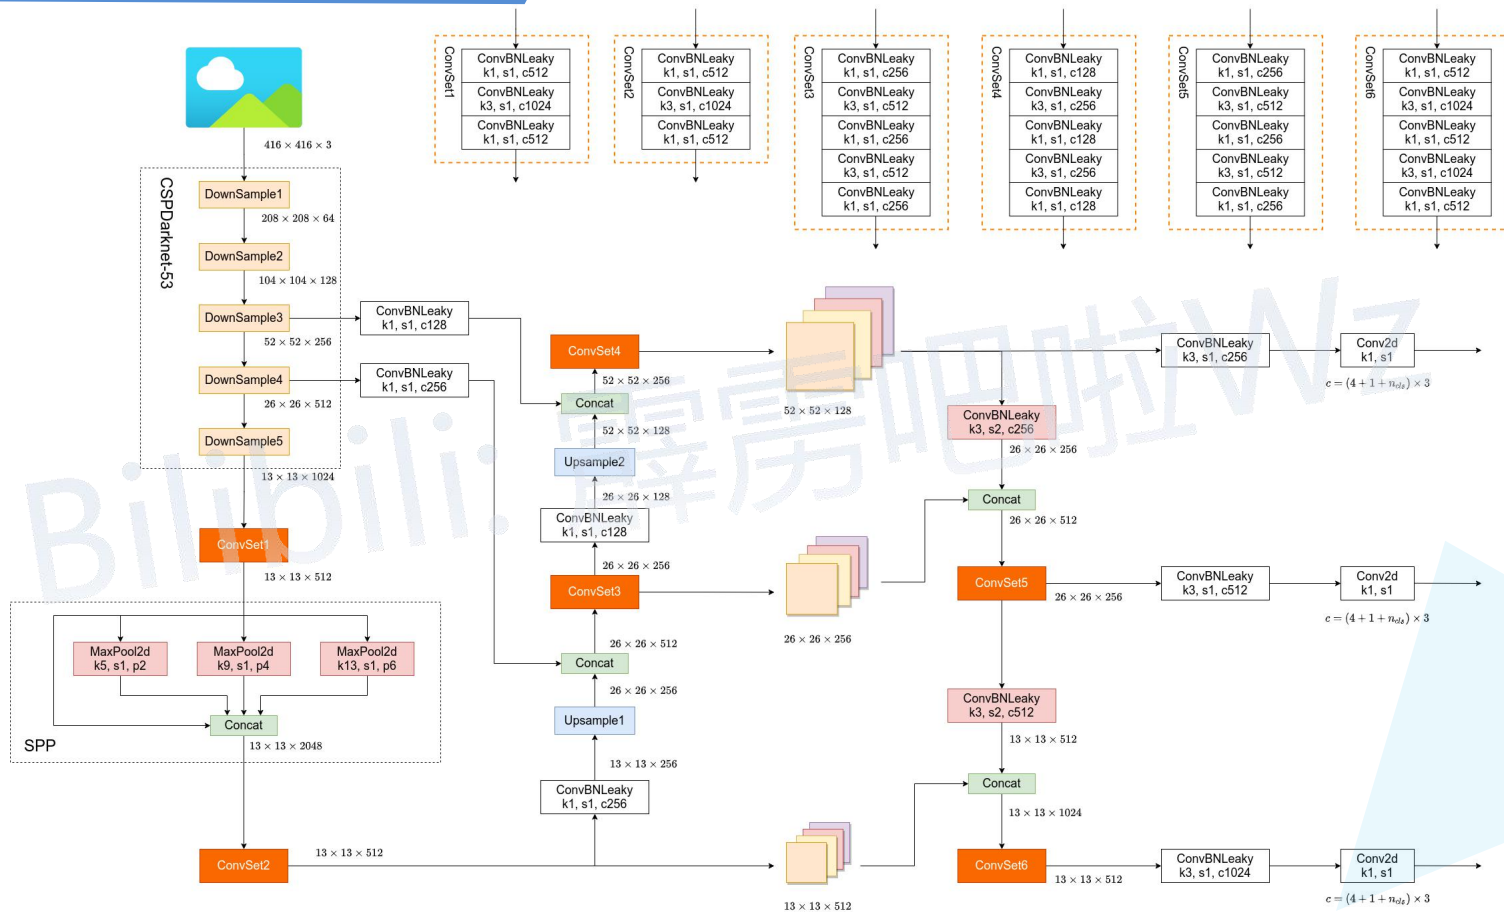 ConvSet1
ConvBNLeaky
k1, s1, c512
ConvBNLeaky
k3, s1, c1024
ConvBNLeaky
k1, s1, c512
ConvSet2
ConvBNLeaky
k1, s1, c512
ConvBNLeaky
k3, s1, c1024
ConvBNLeaky
k1, s1, c512
ConvSet3
ConvBNLeaky
k1, s1, c256
ConvBNLeaky
k3, s1, c512
ConvBNLeaky
k1, s1, c256
ConvBNLeaky
k3, s1, c512
ConvBNLeaky
k1, s1, c256
ConvSet4
ConvBNLeaky
k1, s1, c128
ConvBNLeaky
k3, s1, c256
ConvBNLeaky
k1, s1, c128
ConvBNLeaky
k3, s1, c256
ConvBNLeaky
k1, s1, c128
ConvSet5
ConvBNLeaky
k1, s1, c256
ConvBNLeaky
k3, s1, c512
ConvBNLeaky
k1, s1, c256
ConvBNLeaky
k3, s1, c512
ConvBNLeaky
k1, s1, c256
ConvSet6
ConvBNLeaky
k1, s1, c512
ConvBNLeaky
k3, s1, c1024
ConvBNLeaky
k1, s1, c512
ConvBNLeaky
k3, s1, c1024
ConvBNLeaky
k1, s1, c512
416 × 416 × 3
CSPDarknet-53
DownSample1
208 × 208 × 64
DownSample2
104 × 104 × 128
DownSample3
52 × 52 × 256
DownSample4
26 × 26 × 512
DownSample5
13 × 13 × 1024
ConvBNLeaky
k1, s1, c128
ConvBNLeaky
k1, s1, c256
ConvSet1
13 × 13 × 512
MaxPool2d
k5, s1, p2
MaxPool2d
k9, s1, p4
MaxPool2d
k13, s1, p6
Concat
SPP
13 × 13 × 2048
ConvSet2
13 × 13 × 512
ConvSet4
52 × 52 × 256
Concat
52 × 52 × 128
Upsample2
26 × 26 × 128
ConvBNLeaky
k1, s1, c128
26 × 26 × 256
ConvSet3
26 × 26 × 512
Concat
26 × 26 × 256
Upsample1
13 × 13 × 256
ConvBNLeaky
k1, s1, c256
52 × 52 × 128
26 × 26 × 256
13 × 13 × 512
ConvBNLeaky
k3, s2, c256
26 × 26 × 256
Concat
26 × 26 × 512
ConvSet5
26 × 26 × 256
ConvBNLeaky
k3, s2, c512
13 × 13 × 512
Concat
13 × 13 × 1024
ConvSet6
13 × 13 × 512
ConvBNLeaky
k3, s1, c256
Conv2d
k1, s1
c = (4 + 1 + n_cls) × 3
ConvBNLeaky
k3, s1, c512
Conv2d
k1, s1
c = (4 + 1 + n_cls) × 3
ConvBNLeaky
k3, s1, c1024
Conv2d
k1, s1
c = (4 + 1 + n_cls) × 3
Bilibili: 霹雳吧啦Wz